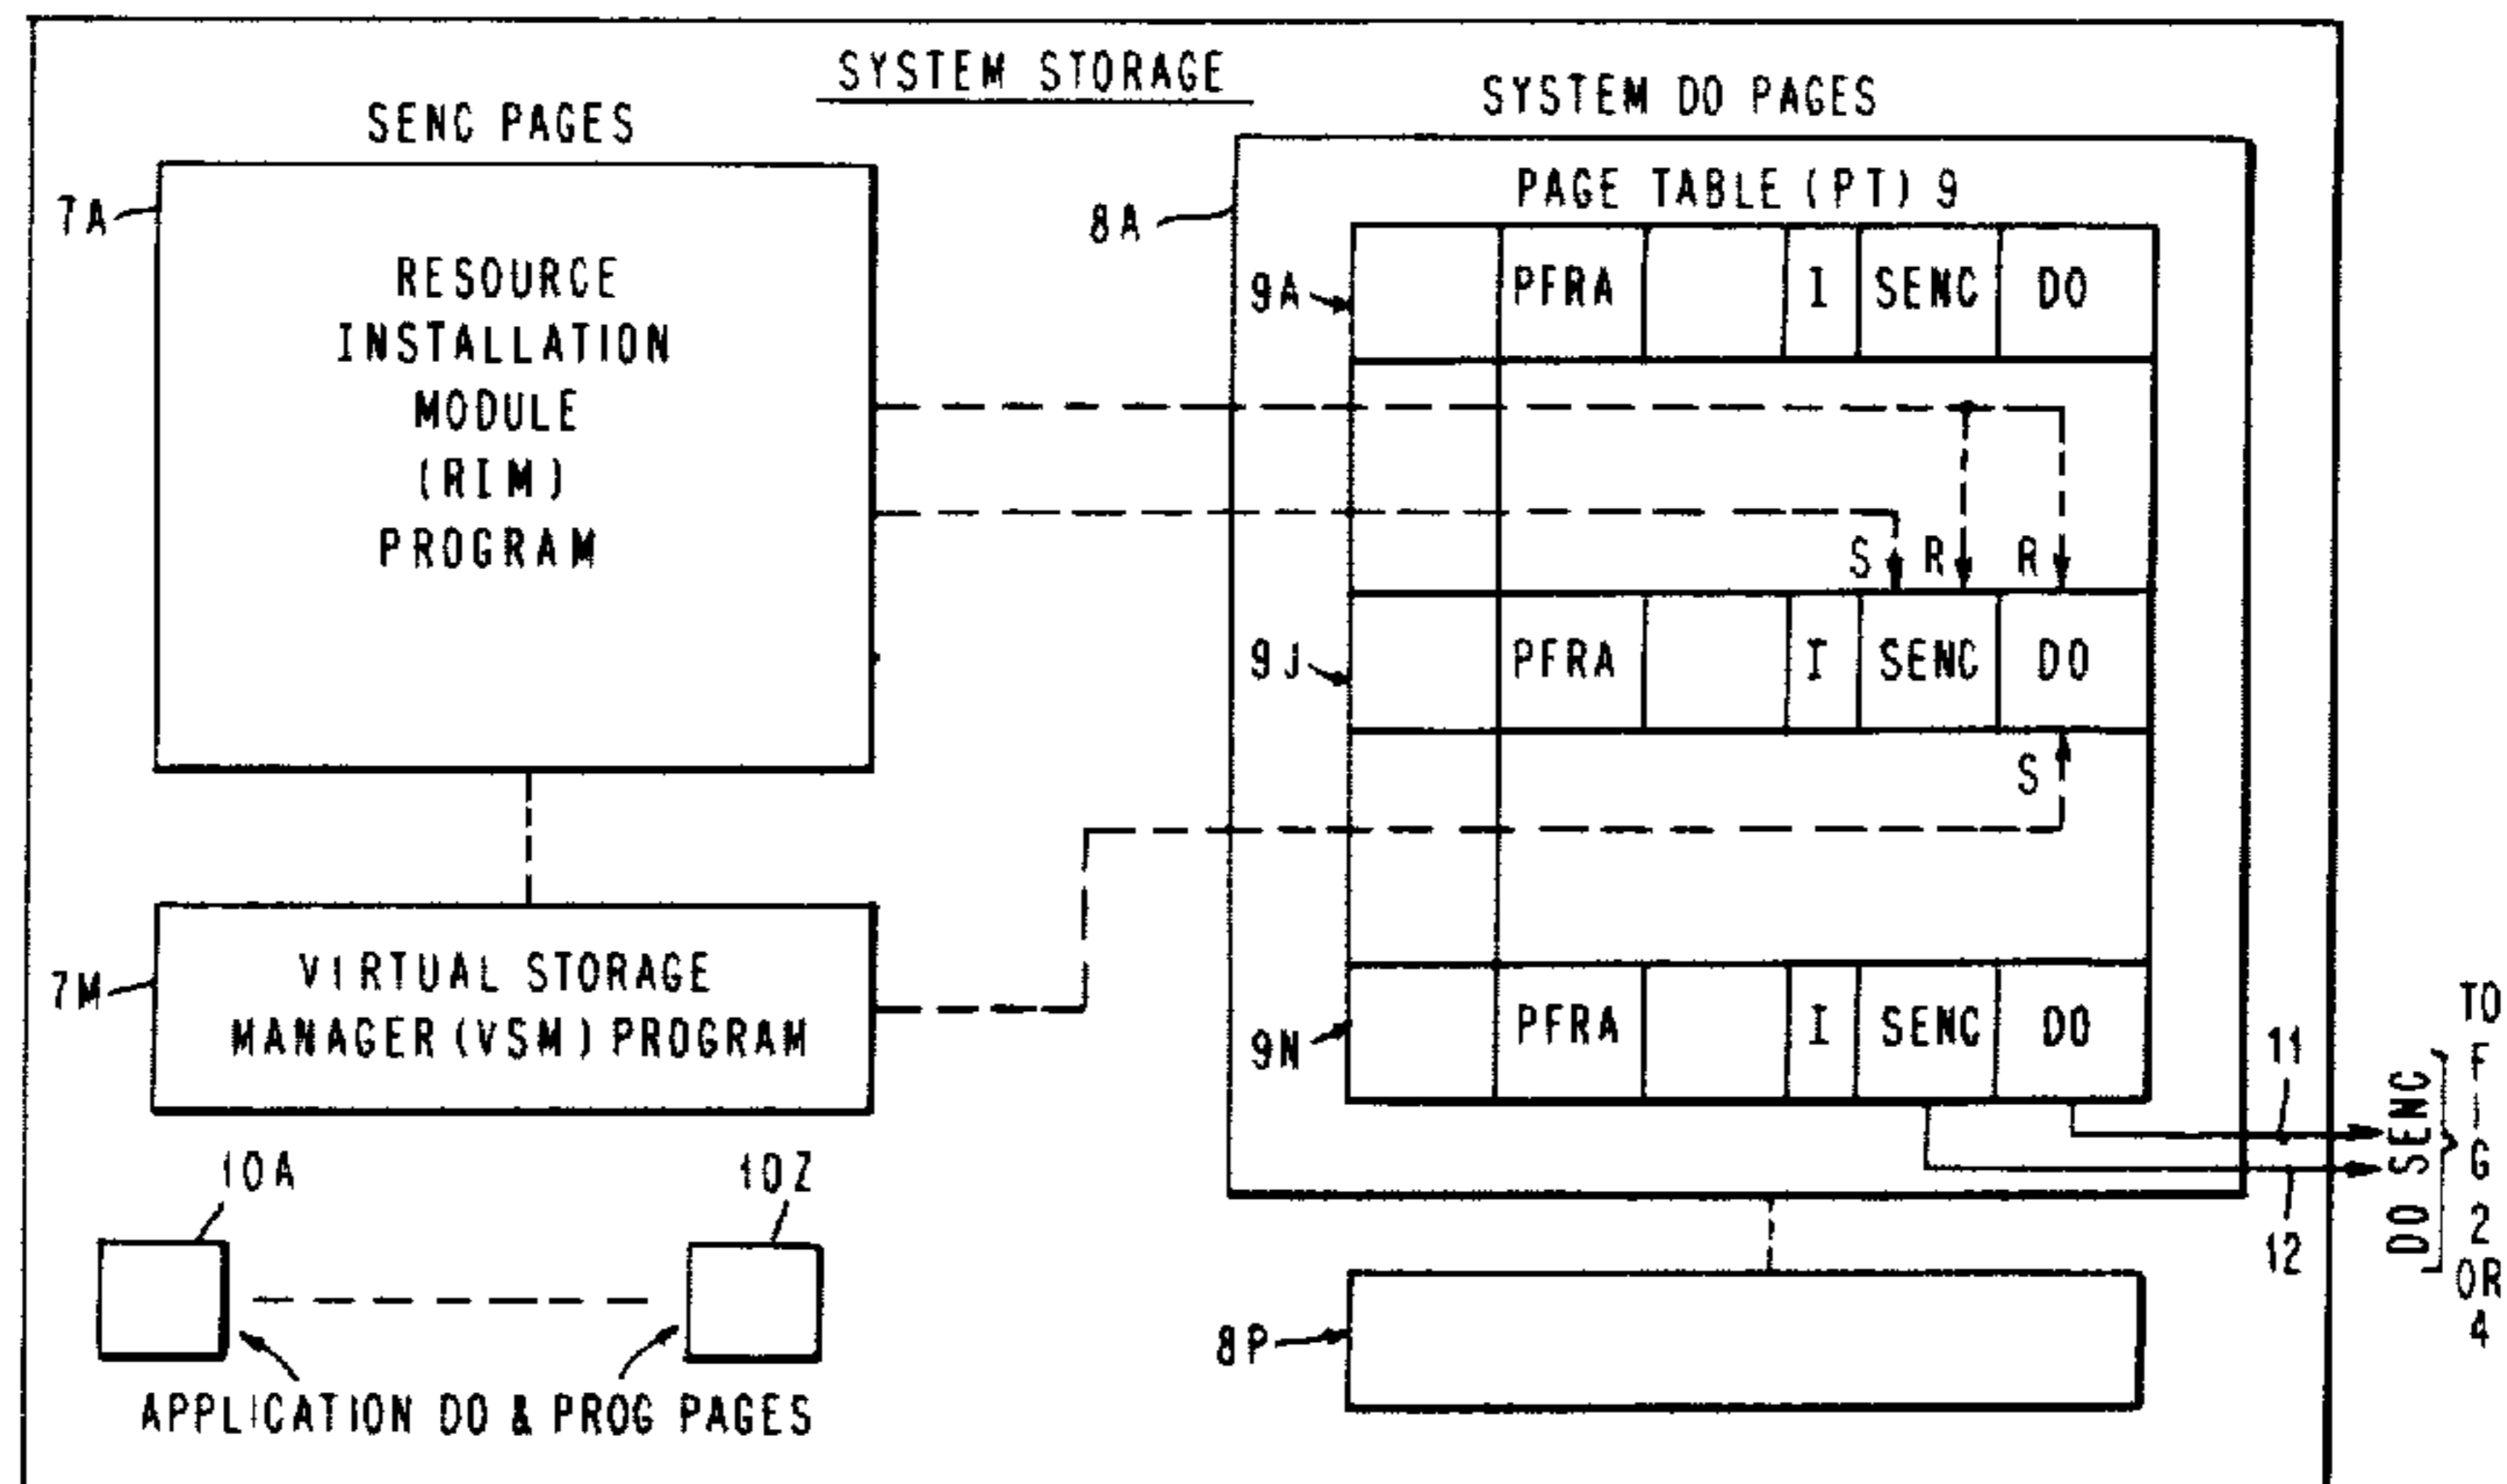 SYSTEM STORAGE
SENC PAGES
7A
RESOURCE
INSTALLATION
MODULE
(RIM)
PROGRAM
7M
VIRTUAL STORAGE
MANAGER (VSM) PROGRAM
10A
10Z
APPLICATION DO & PROG PAGES
SYSTEM DO PAGES
8A
PAGE TABLE (PT) 9
9A
PFRA I SENC DO
S R R
9J
PFRA I SENC DO
S
9N
PFRA I SENC DO
11
12
8P
DO SENC
TO FIG 2 OR 4